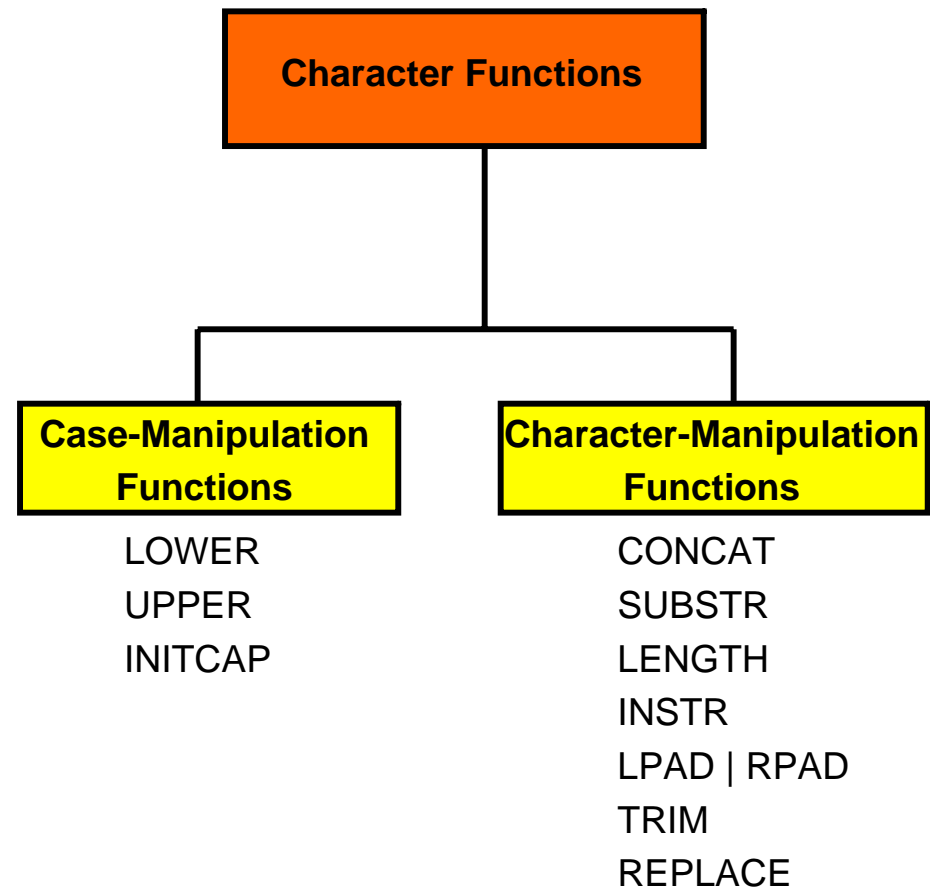 Character Functions
Case-Manipulation
Functions
LOWER
UPPER
INITCAP
Character-Manipulation
Functions
CONCAT
SUBSTR
LENGTH
INSTR
LPAD | RPAD
TRIM
REPLACE